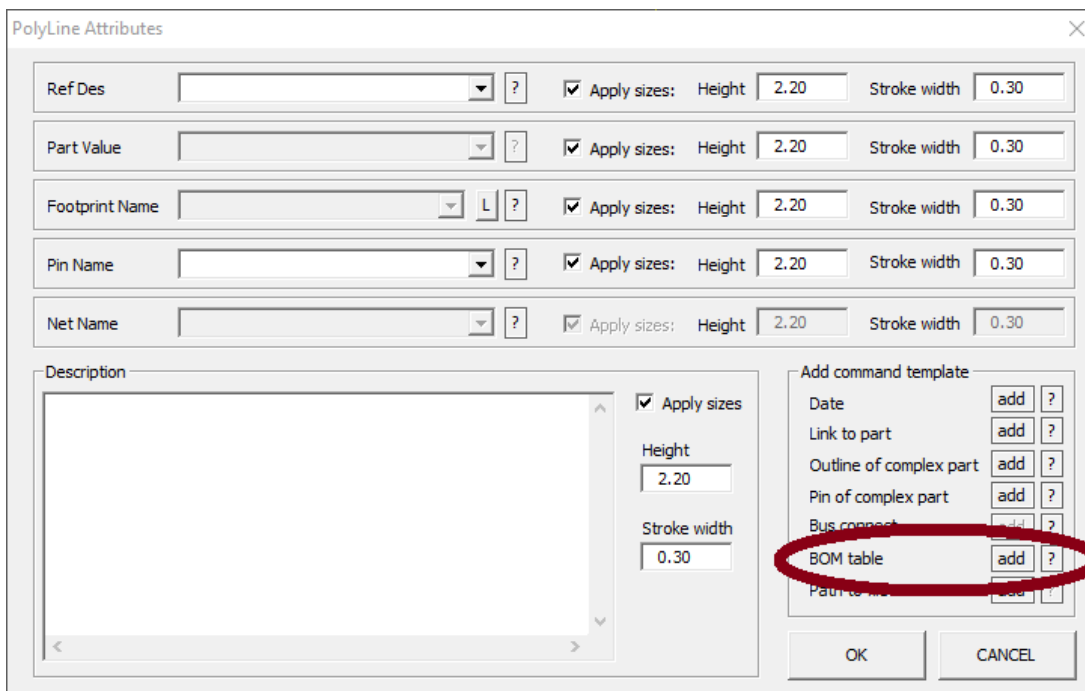 PolyLine Attributes
Ref Des ? Apply sizes: Height 2.20 Stroke width 0.30
Part Value ? Apply sizes: Height 2.20 Stroke width 0.30
Footprint Name L ? Apply sizes: Height 2.20 Stroke width 0.30
Pin Name ? Apply sizes: Height 2.20 Stroke width 0.30
Net Name ? Apply sizes: Height 2.20 Stroke width 0.30
Description
Apply sizes
Height
2.20
Stroke width
0.30
Add command template
Date add ?
Link to part add ?
Outline of complex part add ?
Pin of complex part add ?
Bus connect add ?
BOM table add ?
Path to add ?
OK CANCEL